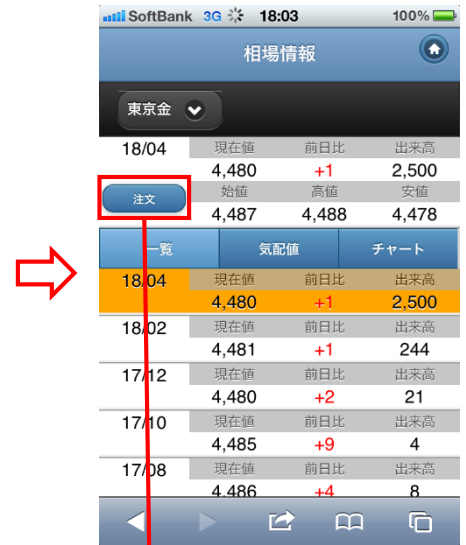 SoftBank 3G 18:03 100%
相場情報
東京金
18/04 現在値 前日比 出来高
4,480 +1 2,500
注文 始値 高値 安値
4,487 4,488 4,478
一覧 気配値 チャート
18/04 現在値 前日比 出来高
4,480 +1 2,500
18/02 現在値 前日比 出来高
4,481 +1 244
17/12 現在値 前日比 出来高
4,480 +2 21
17/10 現在値 前日比 出来高
4,485 +9 4
17/08 現在値 前日比 出来高
4,486 +4 8